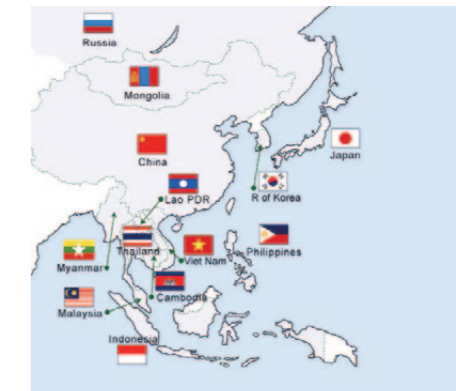 Russia
Mongolia
China
Japan
Lao PDR
R of Korea
Thailand
Viet Nam
Philippines
Myanmar
Cambodia
Malaysia
Indonesia